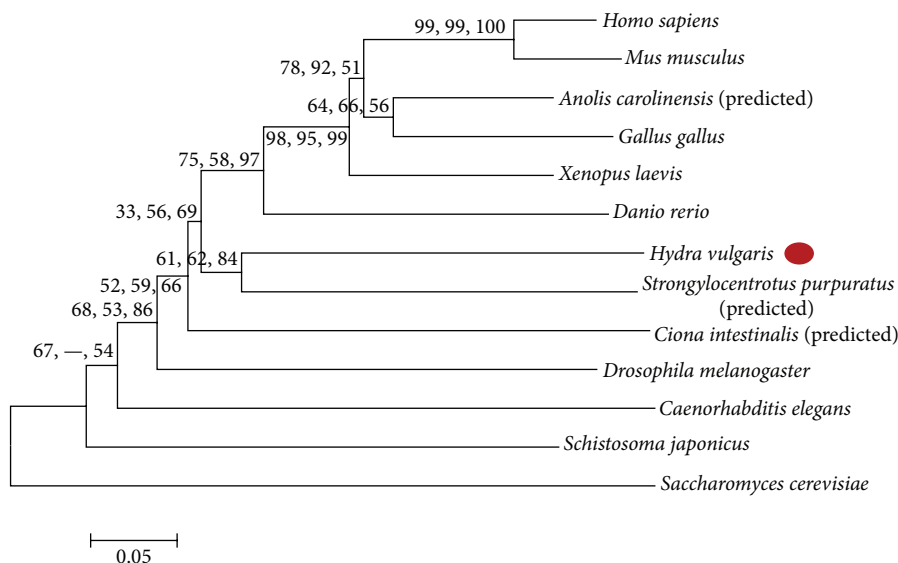 99, 99, 100
Homo sapiens
Mus musculus
78, 92, 51
64, 66, 56
Anolis carolinensis (predicted)
Gallus gallus
98, 95, 99
75, 58, 97
Xenopus laevis
33, 56, 69
Danio rerio
61, 62, 84
Hydra vulgaris
52, 59, 66
Strongylocentrotus purpuratus
(predicted)
68, 53, 86
Ciona intestinalis (predicted)
67, —, 54
Drosophila melanogaster
Caenorhabditis elegans
Schistosoma japonicus
Saccharomyces cerevisiae
0.05